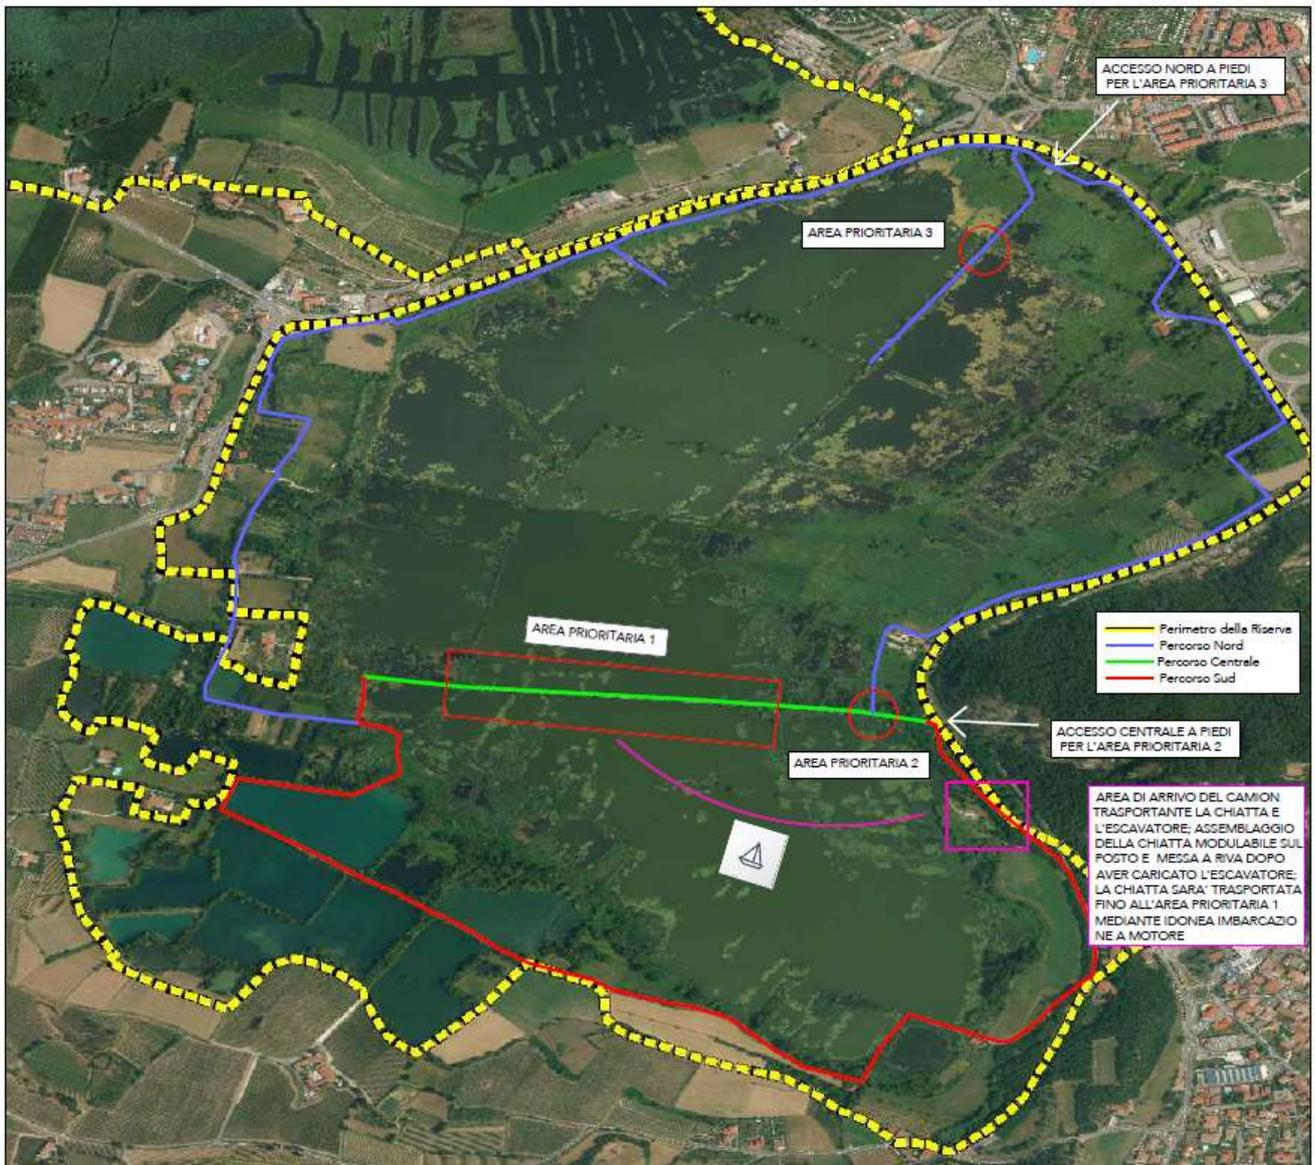 ACCESSO NORD A PIEDI
PER L'AREA PRIORITARIA 3
AREA PRIORITARIA 3
AREA PRIORITARIA 1
Perimetro della Riserva
Percorso Nord
Percorso Centrale
Percorso Sud
ACCESSO CENTRALE A PIEDI
PER L'AREA PRIORITARIA 2
AREA PRIORITARIA 2
AREA DI ARRIVO DEL CAMION
TRASPORTANTE LA CHIATTA E
L'ESCAVATORE; ASSEMBLAGGIO
DELLA CHIATTA MODULABILE SUL
POSTO E MESSA A RIVA DOPO
AVER CARICATO L'ESCAVATORE;
LA CHIATTA SARA' TRASPORTATA
FINO ALL'AREA PRIORITARIA 1
MEDIANTE IDONEA IMBARCAZIO
NE A MOTORE